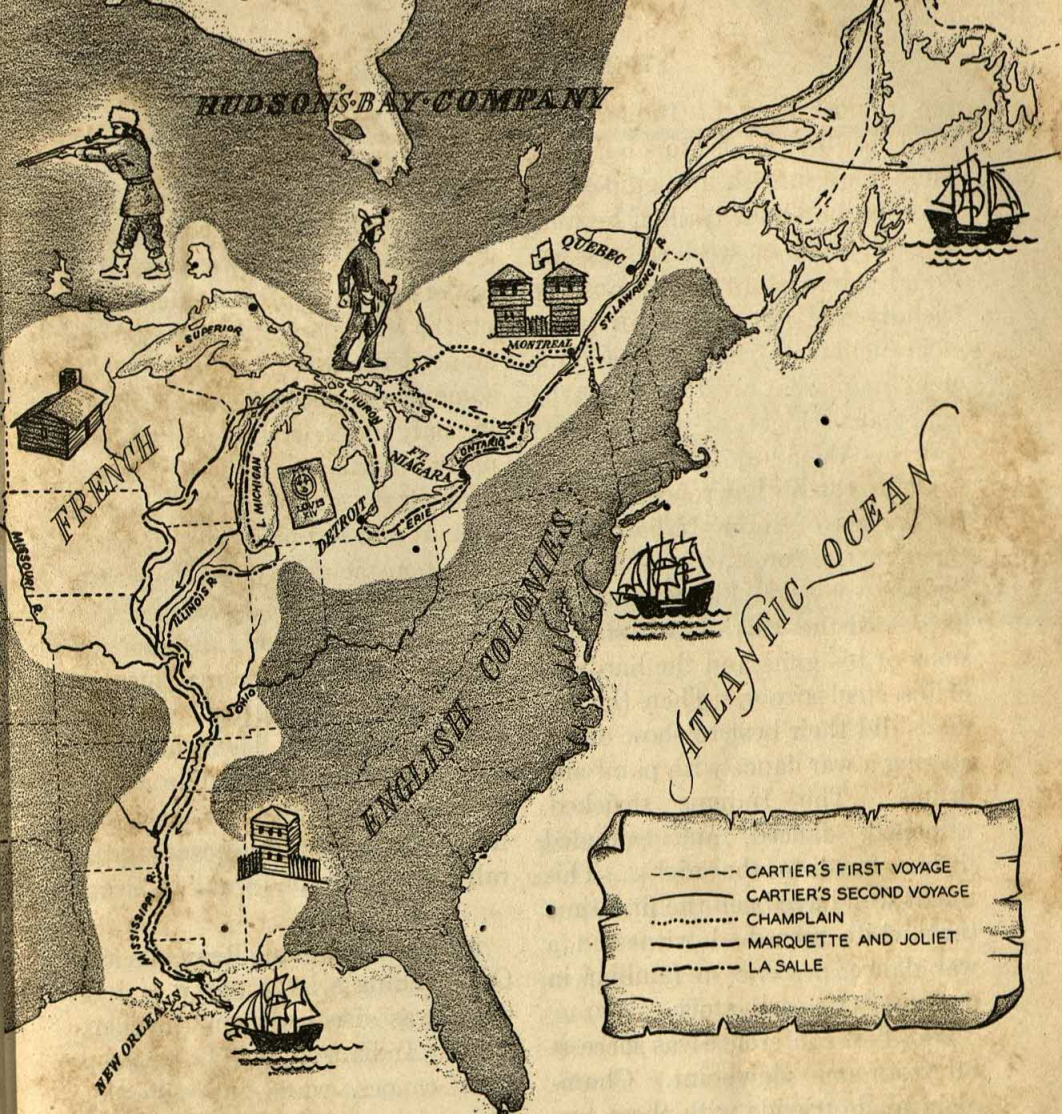 HUDSON'S·BAY·COMPANY
QUEBEC
ST. LAWRENCE R.
MONTREAL
L. SUPERIOR
L. HURON
ONTARIO
FT.
NIAGARA
ERIE
DETROIT
L. MICHIGAN
LOUIS
XIV
FRENCH
MISSOURI R.
ILLINOIS R.
OHIO
ENGLISH COLONIES
ATLANTIC OCEAN
MISSISSIPPI R.
NEW ORLEANS
CARTIER'S FIRST VOYAGE
CARTIER'S SECOND VOYAGE
CHAMPLAIN
MARQUETTE AND JOLIET
LA SALLE